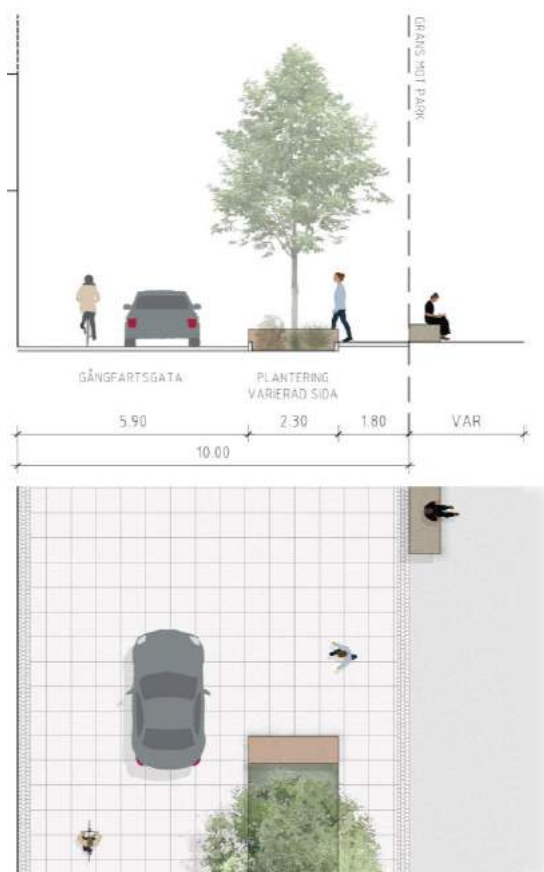 GRÄNS MOT PARK
GÅNGFARTSGATA
PLANTERING
VARIERAD SIDA
5.90
2.30
1.80
VAR
10.00